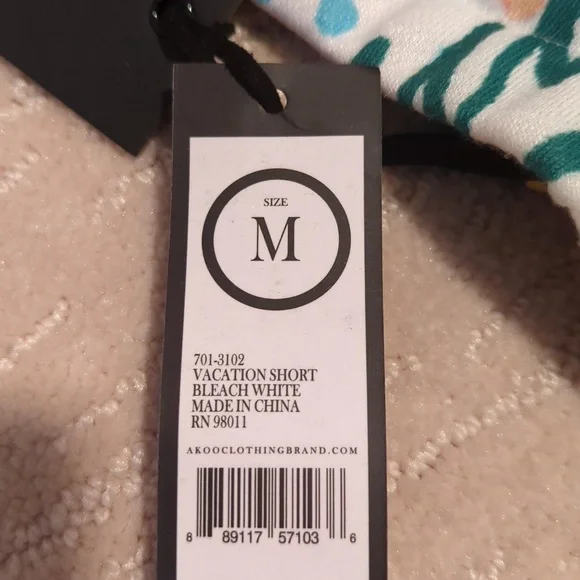 SIZE
M
701-3102
VACATION SHORT
BLEACH WHITE
MADE IN CHINA
RN 98011
AKOOCLOTHINGBRAND.COM
8 89117 57103 6